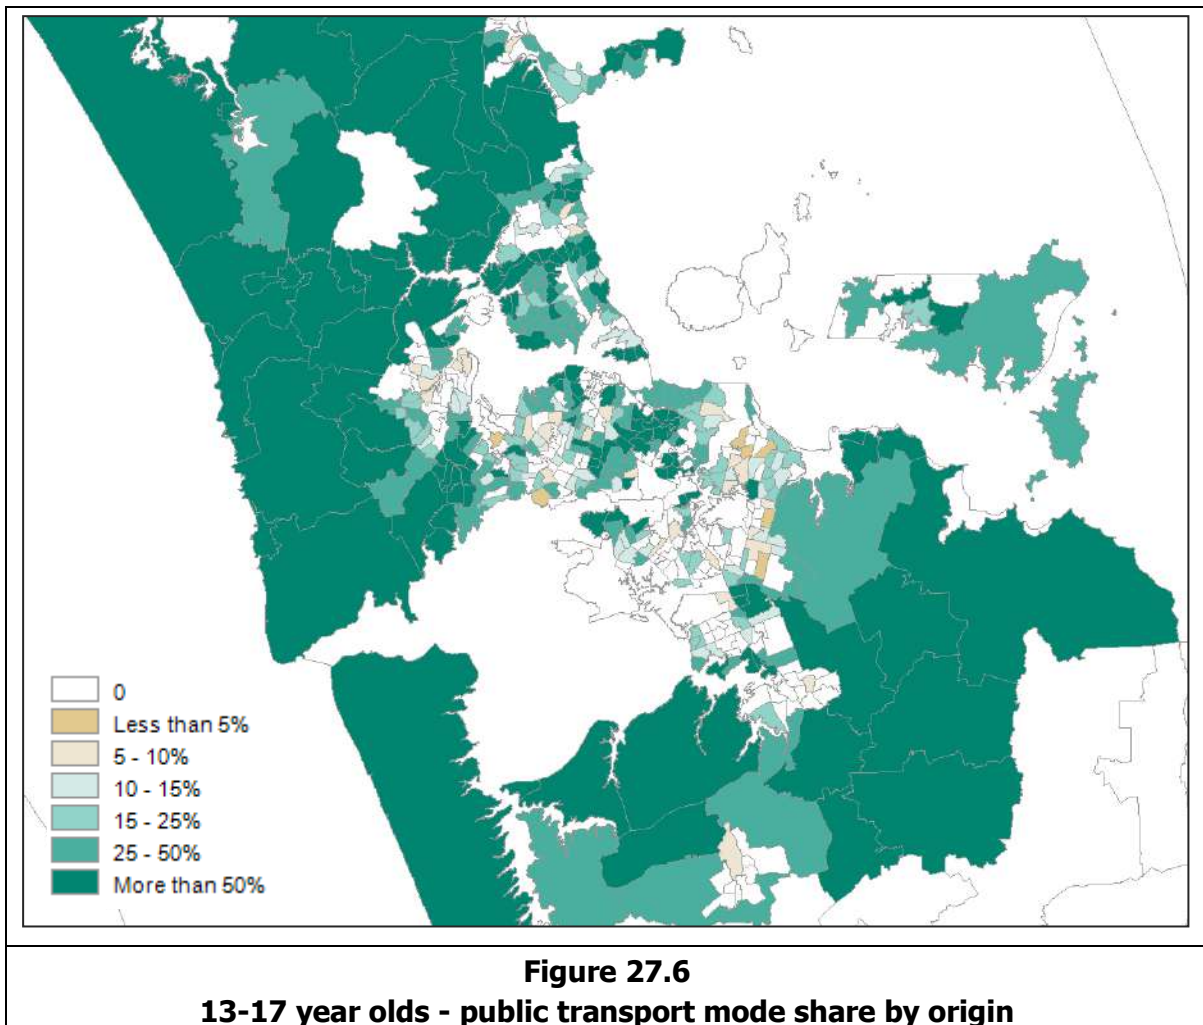 0
Less than 5%
5 - 10%
10 - 15%
15 - 25%
25 - 50%
More than 50%
Figure 27.6
13-17 year olds - public transport mode share by origin